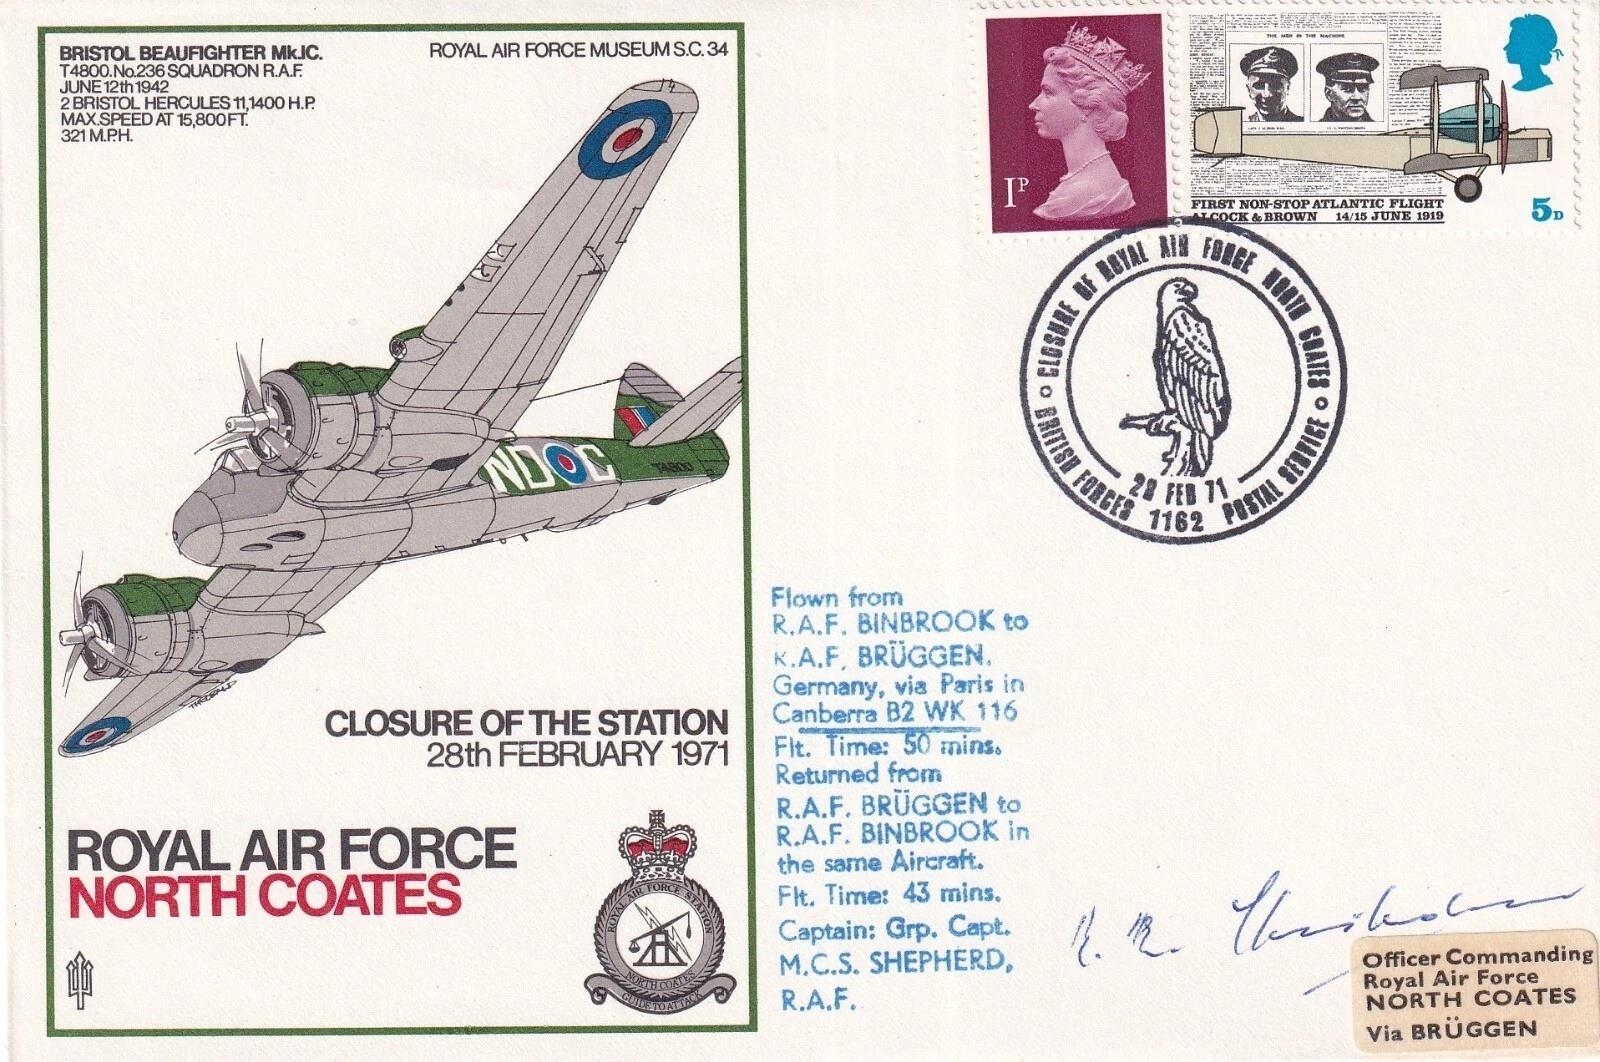 BRISTOL BEAUFIGHTER Mk.IC.
T4800.No.236 SQUADRON R.A.F.
JUNE 12th 1942
2 BRISTOL HERCULES 11,1400 H.P.
MAX.SPEED AT 15,800FT.
321 M.P.H.
ROYAL AIR FORCE MUSEUM S.C. 34
ND C
T4800
CLOSURE OF THE STATION
28th FEBRUARY 1971
ROYAL AIR FORCE
NORTH COATES
ROYAL AIR FORCE STATION
NORTH COATES
GUIDE TO ATTACK
1P
THE MEN IN THE MACHINE
FIRST NON-STOP ATLANTIC FLIGHT
ALCOCK & BROWN 14/15 JUNE 1919
5D
CLOSURE OF ROYAL AIR FORCE NORTH COATES
28 FEB 71
BRITISH FORCES 1162 POSTAL SERVICE
Flown from
R.A.F. BINBROOK to
R.A.F. BRÜGGEN.
Germany, via Paris in
Canberra B2 WK 116
Flt. Time: 50 mins.
Returned from
R.A.F. BRÜGGEN to
R.A.F. BINBROOK in
the same Aircraft.
Flt. Time: 43 mins.
Captain: Grp. Capt.
M.C.S. SHEPHERD,
R.A.F.
Officer Commanding
Royal Air Force
NORTH COATES
Via BRÜGGEN